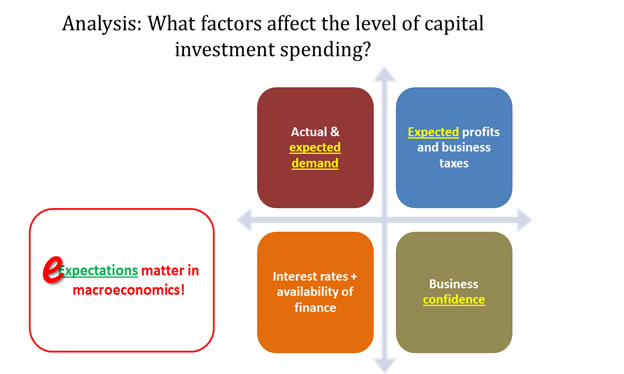 Analysis: What factors affect the level of capital
investment spending?
Actual &
expected
demand
Expected profits
and business
taxes
e
Expectations matter in
macroeconomics!
Interest rates +
availability of
finance
Business
confidence